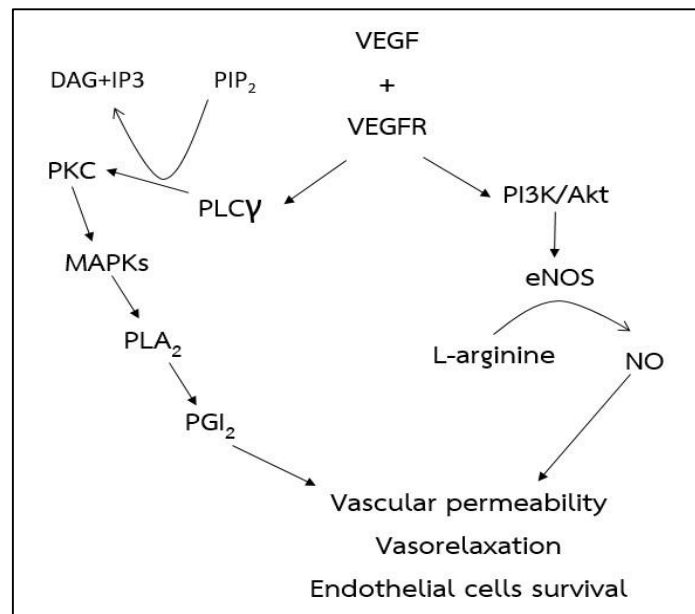 VEGF
+
VEGFR
DAG+IP3
PIP₂
PKC
PLCγ
PI3K/Akt
MAPKs
eNOS
PLA₂
L-arginine
NO
PGI₂
Vascular permeability
Vasorelaxation
Endothelial cells survival